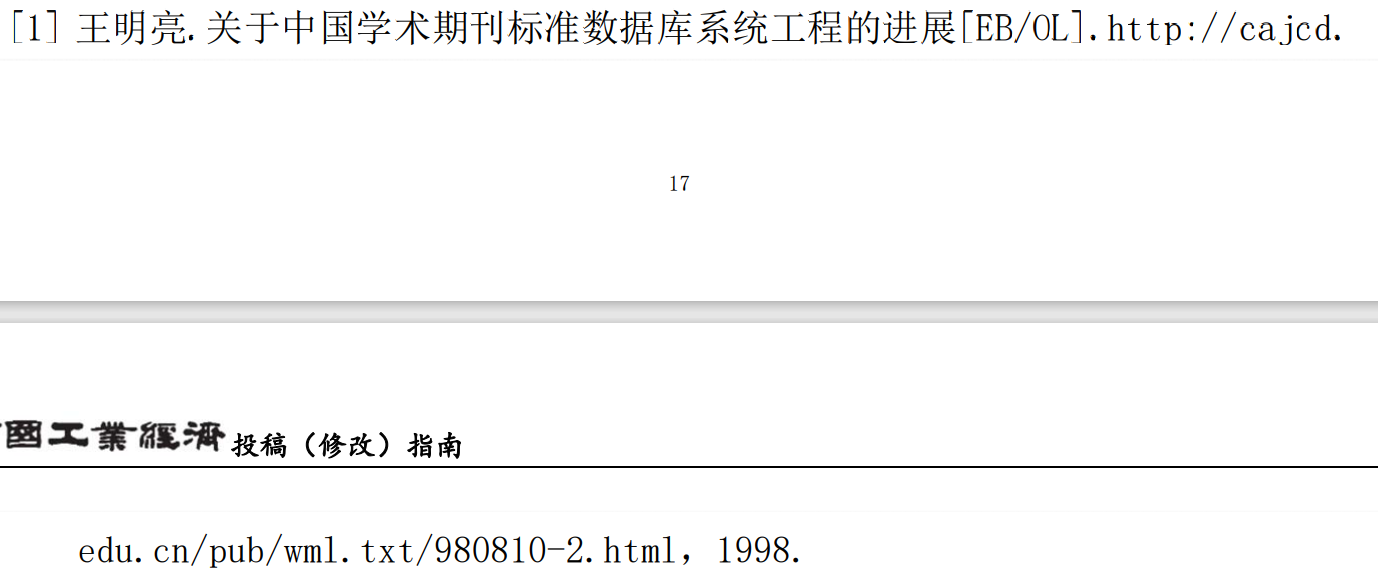 [1] 王明亮.关于中国学术期刊标准数据库系统工程的进展[EB/OL].http://cajcd.
17
國工業經濟 投稿（修改）指南
edu.cn/pub/wml.txt/980810-2.html，1998.